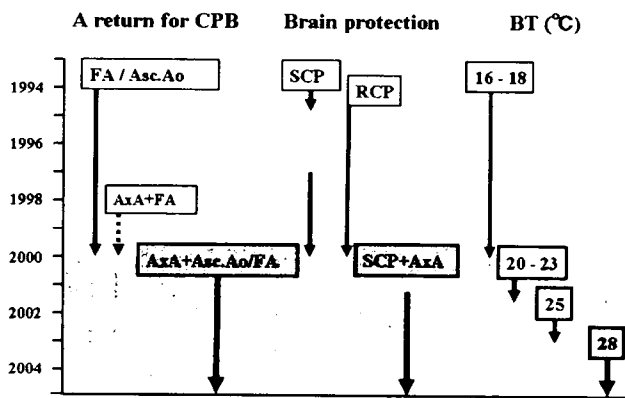 A return for CPB Brain protection BT (℃)
FA / Asc.Ao SCP 16 - 18
1994
RCP
1996
AxA+FA
1998
2000 AxA+Asc.Ao/FA SCP+AxA 20 - 23
25
2002
28
2004